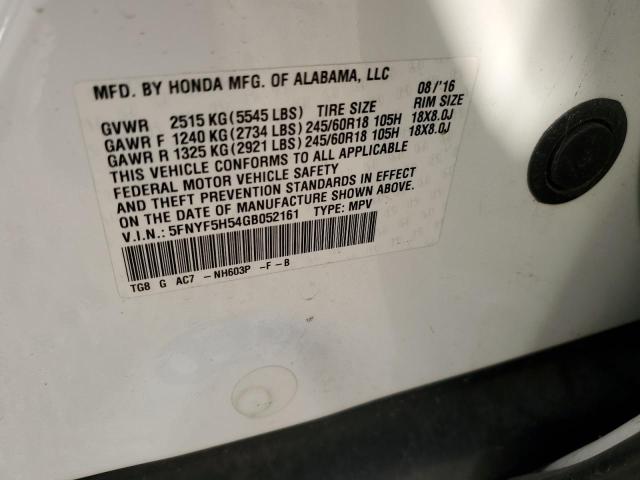 MFD. BY HONDA MFG. OF ALABAMA, LLC 08/'16
GVWR 2515 KG(5545 LBS) TIRE SIZE RIM SIZE
GAWR F 1240 KG(2734 LBS) 245/60R18 105H 18X8.0J
GAWR R 1325 KG(2921 LBS) 245/60R18 105H 18X8.0J
THIS VEHICLE CONFORMS TO ALL APPLICABLE
FEDERAL MOTOR VEHICLE SAFETY
AND THEFT PREVENTION STANDARDS IN EFFECT
ON THE DATE OF MANUFACTURE SHOWN ABOVE.
V.I.N.: 5FNYF5H54GB052161 TYPE: MPV
TG8 G AC7 -NH603P -F-B